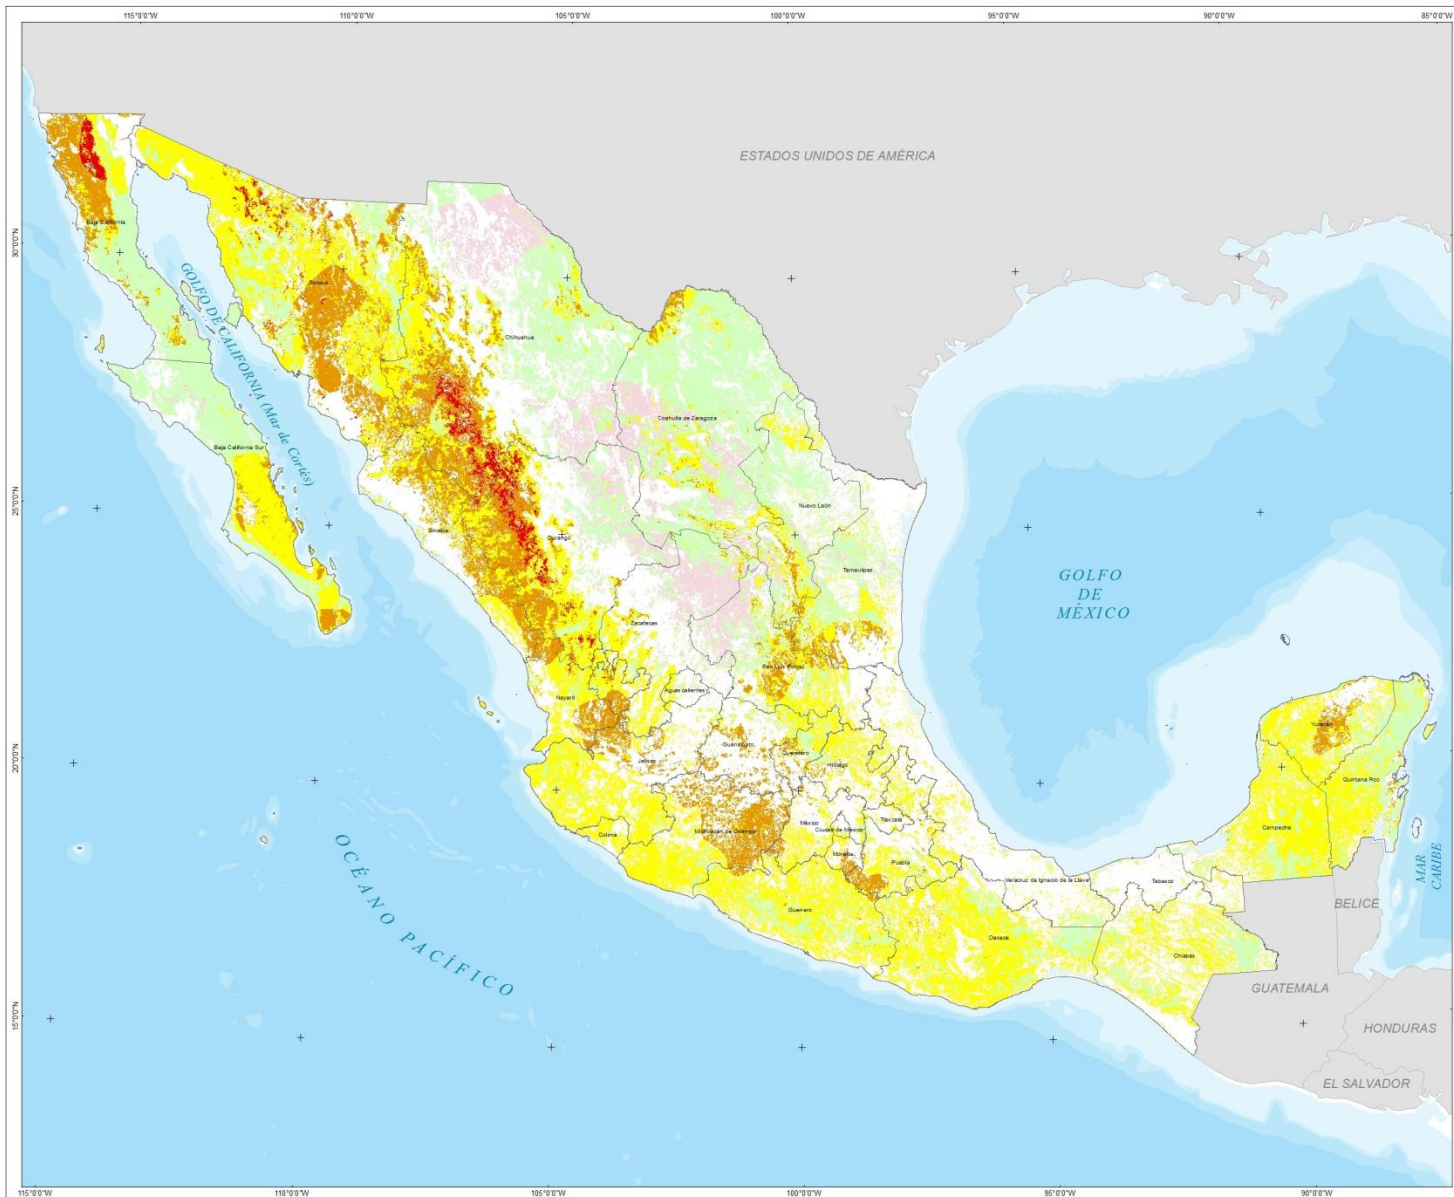 115°0'0"W
110°0'0"W
105°0'0"W
100°0'0"W
95°0'0"W
90°0'0"W
85°0'0"W
ESTADOS UNIDOS DE AMÉRICA
30°0'0"N
25°0'0"N
20°0'0"N
15°0'0"N
Baja California
GOLFO DE CALIFORNIA (Mar de Cortés)
Sonora
Chihuahua
Coahuila de Zaragoza
Baja California Sur
Nuevo León
Sinaloa
Durango
Tamaulipas
GOLFO
DE
MÉXICO
Zacatecas
San Luis Potosí
Nayarit
Aguascalientes
Yucatán
Guanajuato
Querétaro
Jalisco
Hidalgo
Quintana Roo
Colima
Michoacán de Ocampo
México
Ciudad de México
Tlaxcala
Campeche
Morelos
Puebla
Veracruz de Ignacio de la Llave
Tabasco
MAR
CARIBE
BELICE
Guerrero
Oaxaca
Chiapas
OCÉANO PACÍFICO
GUATEMALA
HONDURAS
EL SALVADOR
115°0'0"W
110°0'0"W
105°0'0"W
100°0'0"W
95°0'0"W
90°0'0"W